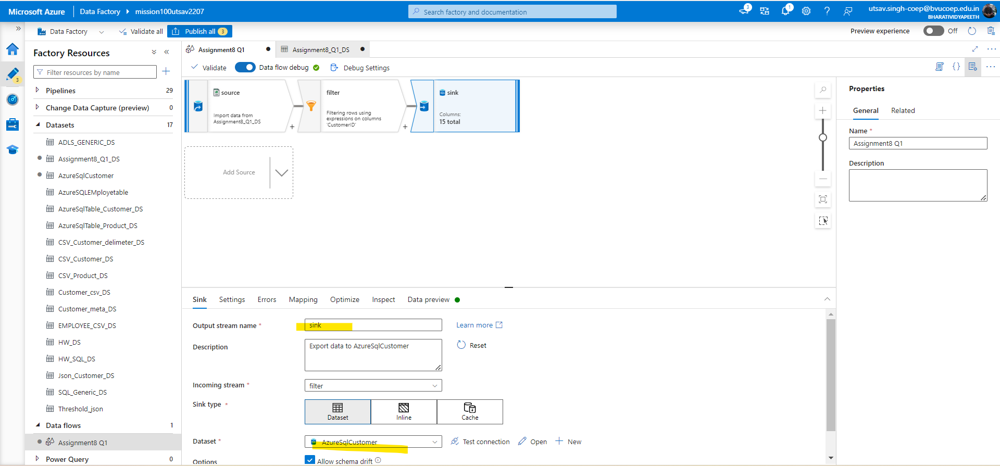 Microsoft Azure
Data Factory
mission100utsav2207
Search factory and documentation
3
1
utsav.singh-coep@bvucoep.edu.in
BHARATIVIDYAPEETH
Data Factory
Validate all
Publish all 3
Preview experience
Off
3
Factory Resources
Filter resources by name
Pipelines 29
Change Data Capture (preview) 0
Datasets 17
ADLS_GENERIC_DS
Assignment8_Q1_DS
AzureSqlCustomer
AzureSQLEMployetable
AzureSqlTable_Customer_DS
AzureSqlTable_Product_DS
CSV_Customer_delimeter_DS
CSV_Customer_DS
CSV_Product_DS
Customer_csv_DS
Customer_meta_DS
EMPLOYEE_CSV_DS
HW_DS
HW_SQL_DS
Json_Customer_DS
SQL_Generic_DS
Threshold_json
Data flows 1
Assignment8 Q1
Power Query 0
Assignment8 Q1
Assignment8_Q1_DS
Validate
Data flow debug
Debug Settings
source
Import data from
Assignment8_Q1_DS
filter
Filtering rows using
expressions on columns
'CustomerID'
sink
Columns:
15 total
Add Source
Sink
Settings
Errors
Mapping
Optimize
Inspect
Data preview
Output stream name *
sink
Learn more
Description
Export data to AzureSqlCustomer
Reset
Incoming stream *
filter
Sink type *
Dataset
Inline
Cache
Dataset *
AzureSqlCustomer
Test connection
Open
New
Options
Allow schema drift
Properties
General
Related
Name *
Assignment8 Q1
Description